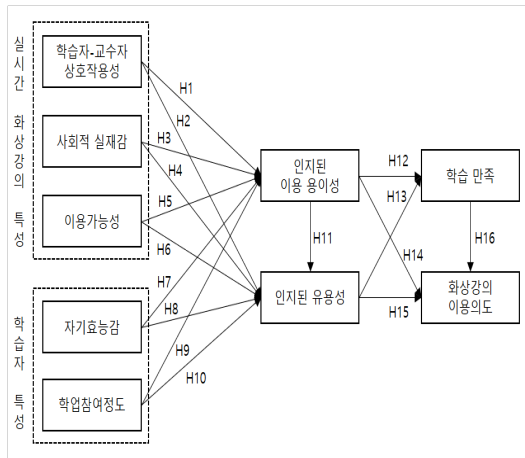 실시간 화상강의 특성
학습자-교수자
상호작용성
사회적 실재감
이용가능성
학습자 특성
자기효능감
학업참여정도
H1
H2
H3
H4
H5
H6
H7
H8
H9
H10
인지된
이용 용이성
H11
인지된 유용성
H12
H13
H14
H15
학습 만족
H16
화상강의
이용의도